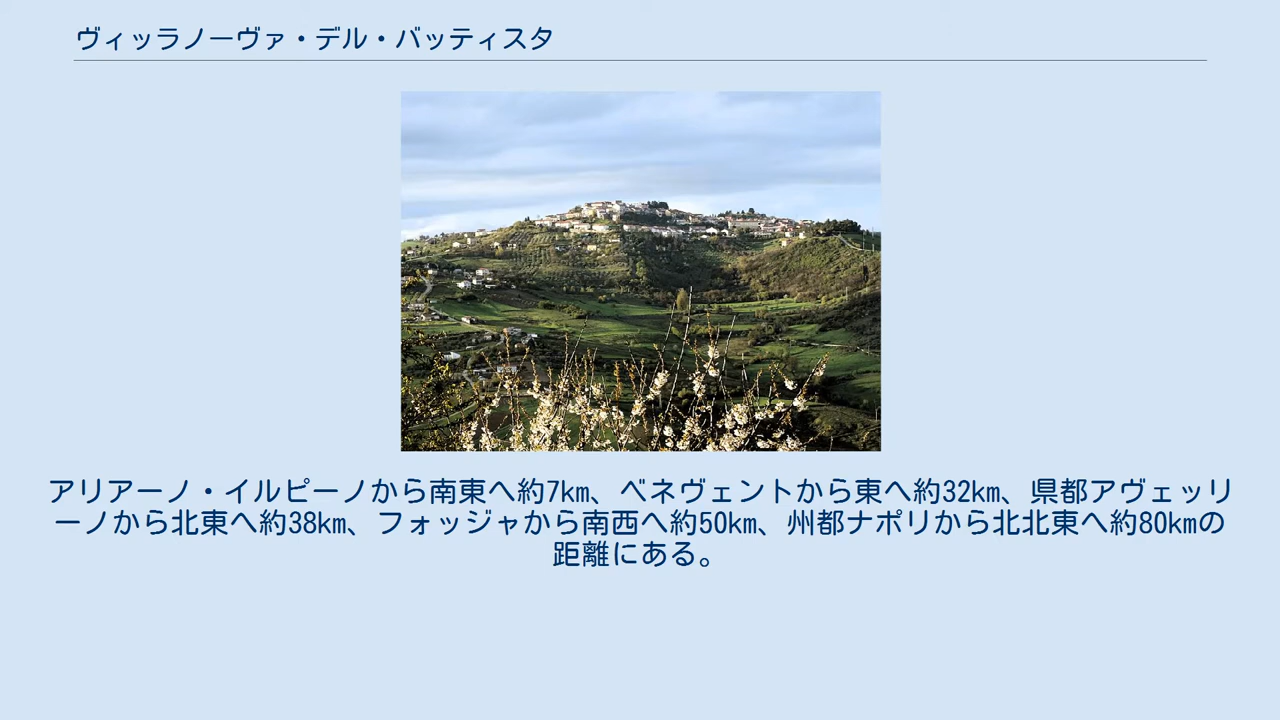 ヴィッラノーヴァ・デル・バッティスタ
アリアーノ・イルピーノから南東へ約7km、ベネヴェントから東へ約32km、県都アヴェッリ
ーノから北東へ約38km、フォッジャから南西へ約50km、州都ナポリから北北東へ約80kmの
距離にある。